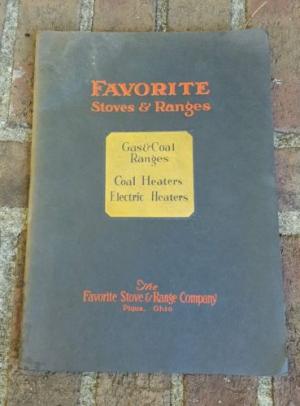 FAVORITE
Stoves & Ranges
Gas & Coal
Ranges
Coal Heaters
Electric Heaters
The
Favorite Stove & Range Company
Piqua, Ohio